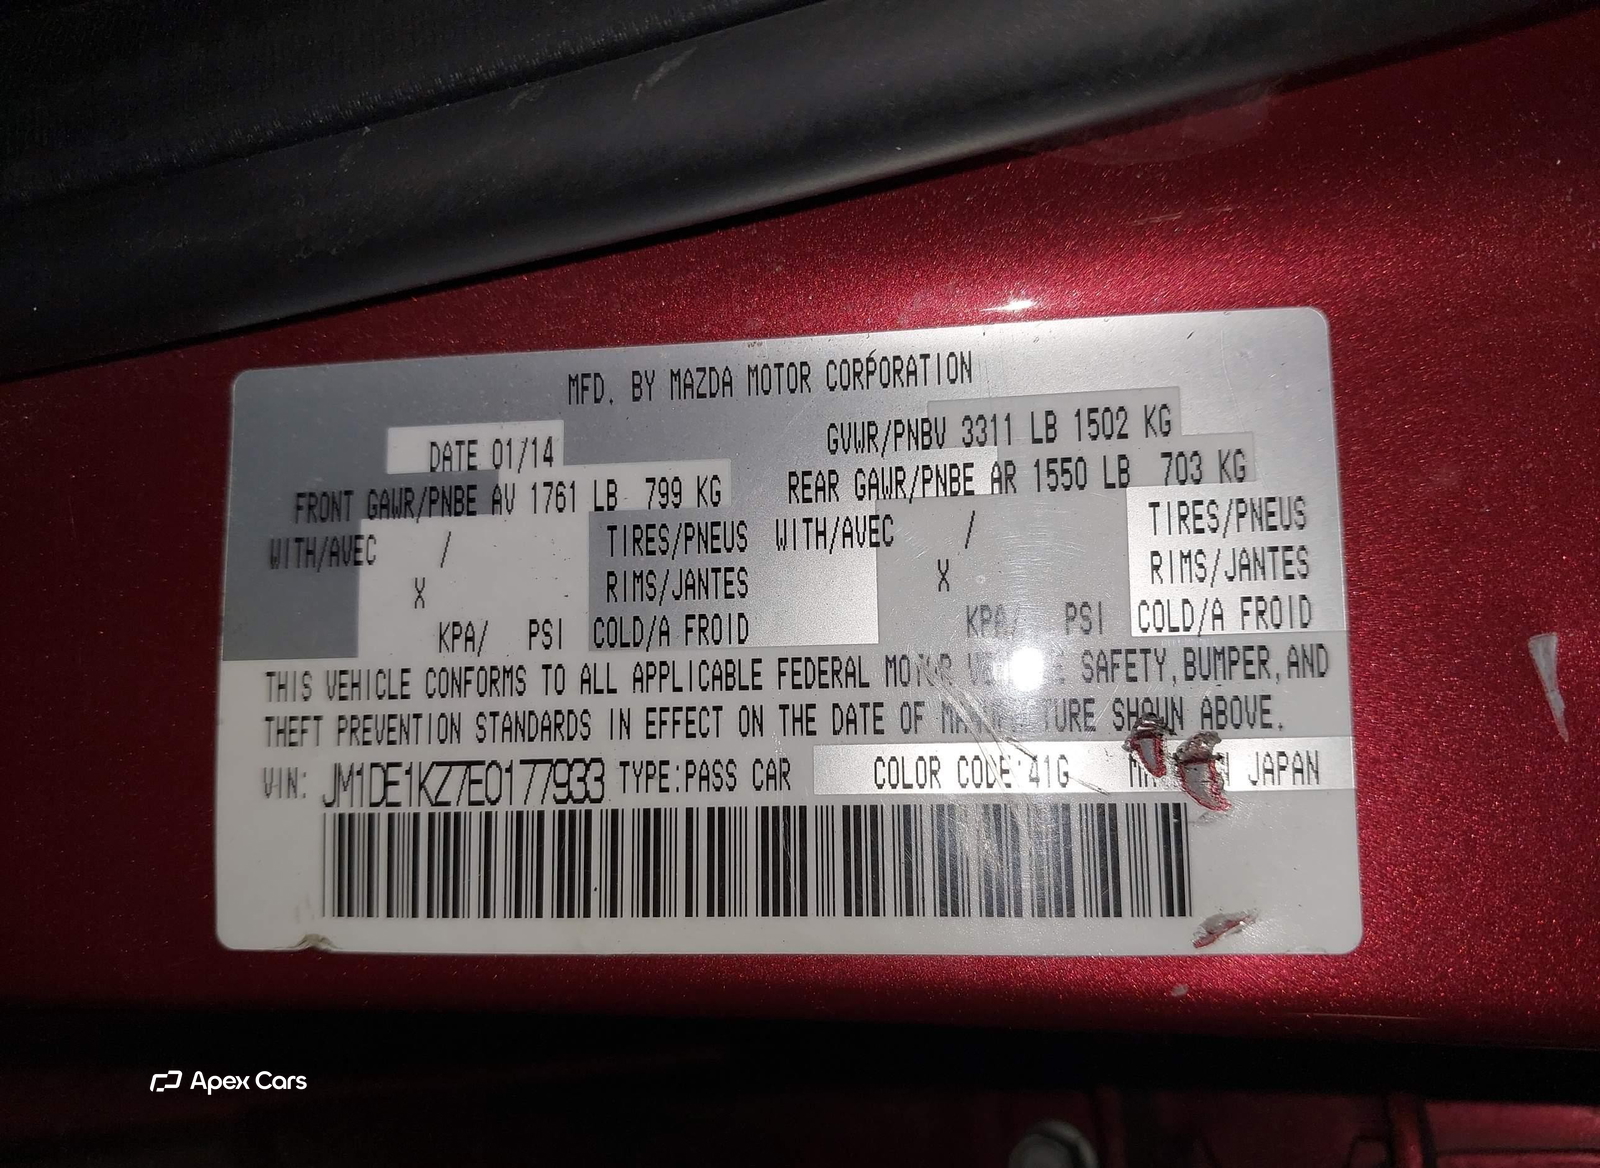 MFD. BY MAZDA MOTOR CORPORATION
DATE 01/14 GVWR/PNBV 3311 LB 1502 KG
FRONT GAWR/PNBE AV 1761 LB 799 KG REAR GAWR/PNBE AR 1550 LB 703 KG
WITH/AVEC / TIRES/PNEUS WITH/AVEC / TIRES/PNEUS
X RIMS/JANTES X RIMS/JANTES
KPA/ PSI COLD/A FROID KPA/ PSI COLD/A FROID
THIS VEHICLE CONFORMS TO ALL APPLICABLE FEDERAL MOTOR SAFETY, BUMPER, AND
THEFT PREVENTION STANDARDS IN EFFECT ON THE DATE OF SHOWN ABOVE.
VIN: JM1DE1KZ7E0177933 TYPE:PASS CAR COLOR CODE:41G JAPAN
Apex Cars